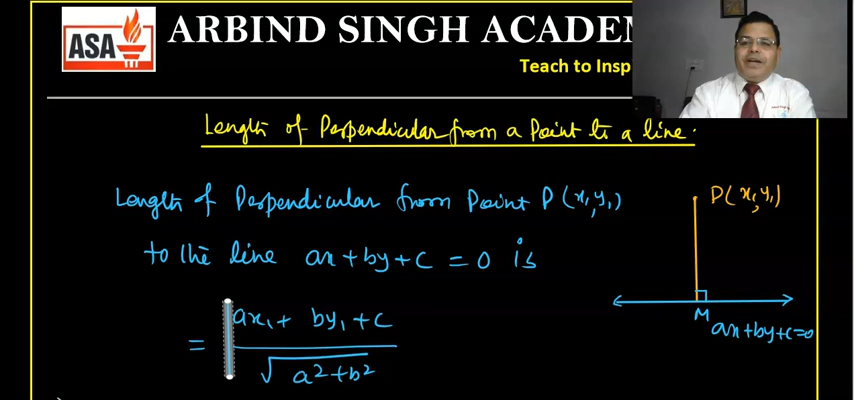 ASA
ARBIND SINGH ACADEM
Teach to Insp
Length of Perpendicular from a Point to a line.
Length of Perpendicular from Point P(x₁,y₁)
to the line ax+by+c=0 is
= |ax₁+ by₁+c
√a²+b²
P(x₁,y₁)
M
ax+by+c=0